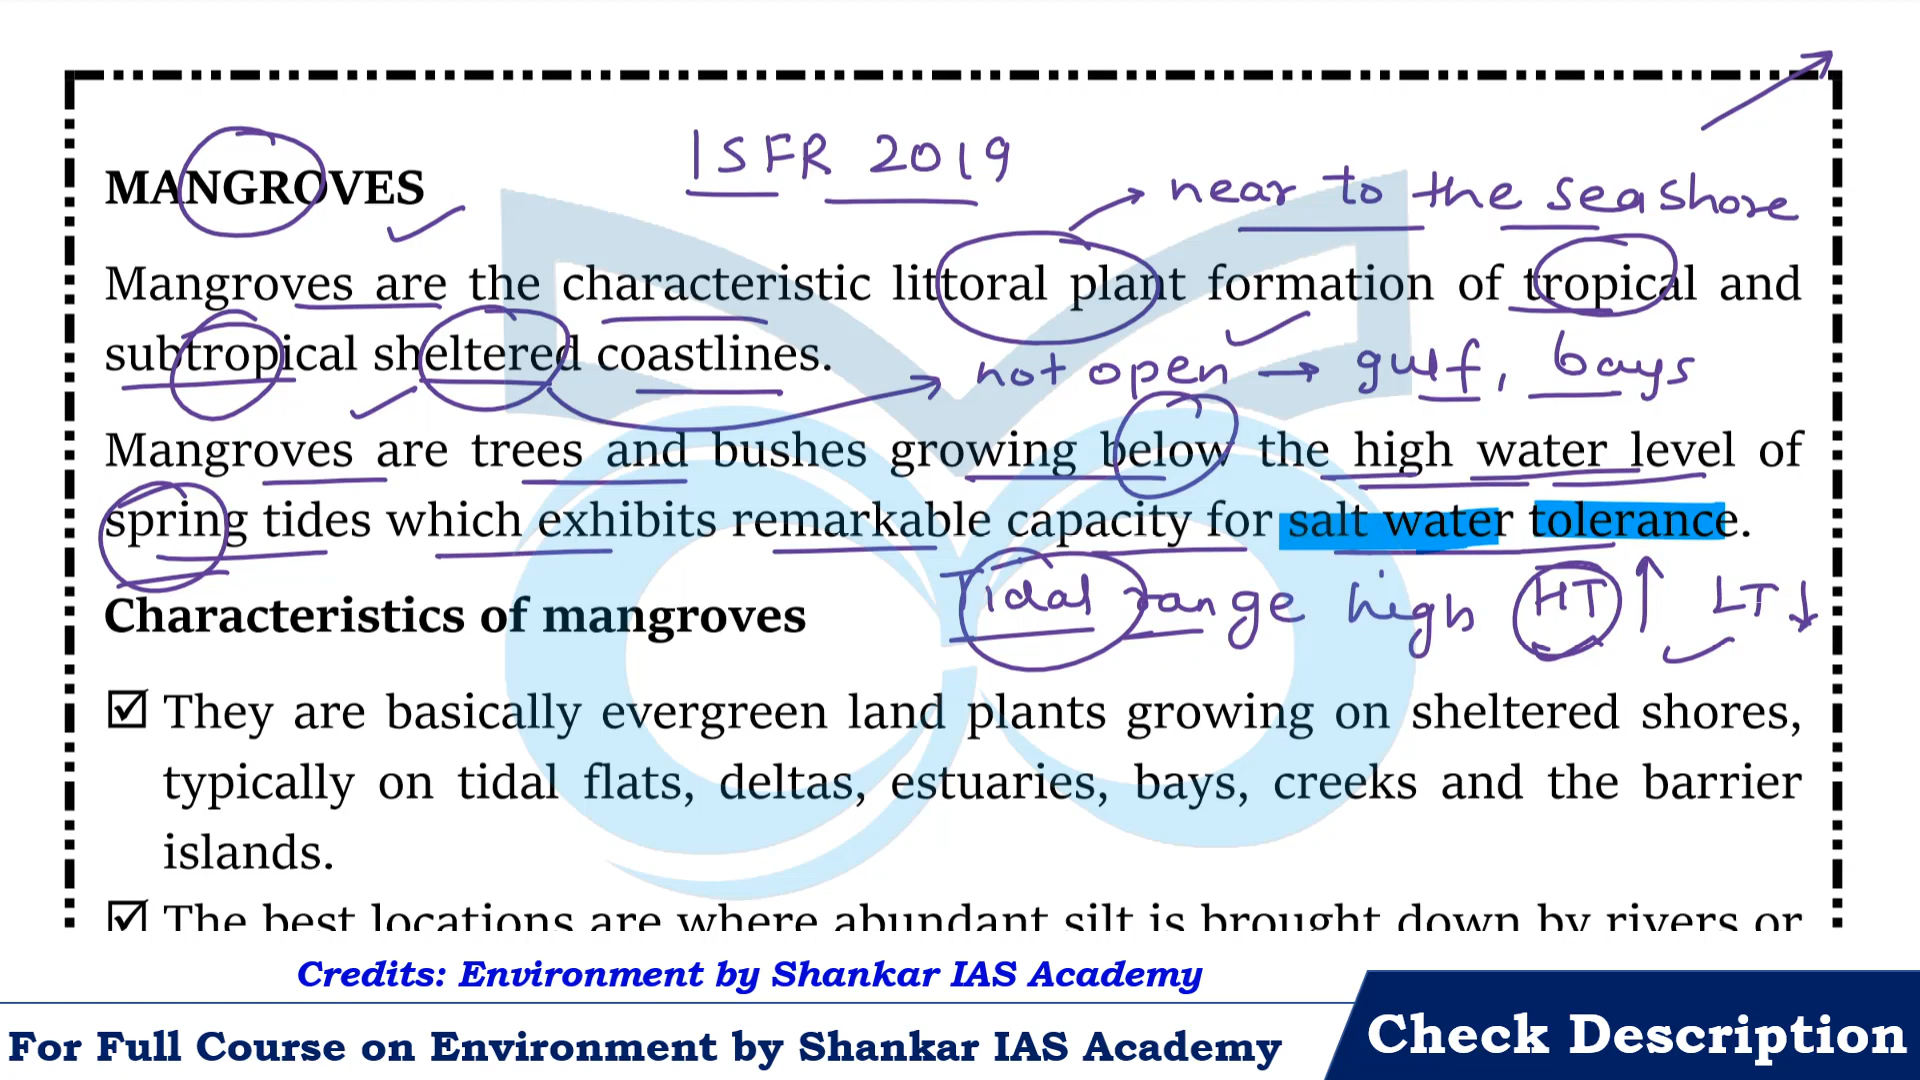 ISFR 2019
near to the seashore
MANGROVES
Mangroves are the characteristic littoral plant formation of tropical and
subtropical sheltered coastlines.
not open → gulf, bays
Mangroves are trees and bushes growing below the high water level of
spring tides which exhibits remarkable capacity for salt water tolerance.
Tidal range high HT ↑ LT ↓
Characteristics of mangroves
☑ They are basically evergreen land plants growing on sheltered shores,
typically on tidal flats, deltas, estuaries, bays, creeks and the barrier
islands.
☑ The best locations are where abundant silt is brought down by rivers or
Credits: Environment by Shankar IAS Academy
For Full Course on Environment by Shankar IAS Academy
Check Description